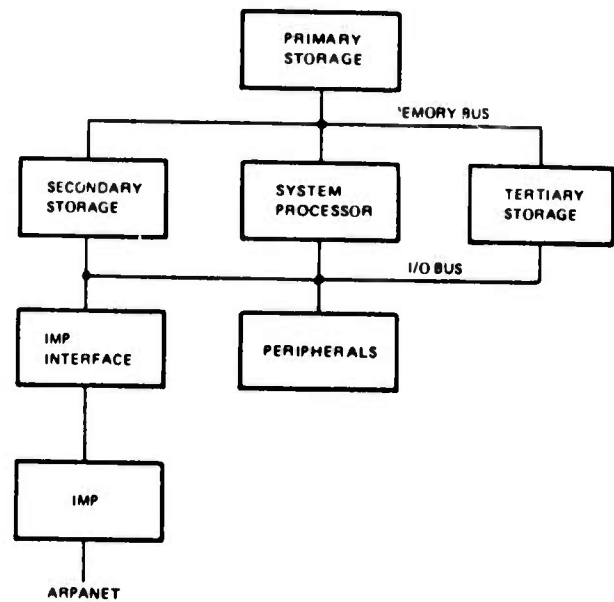 PRIMARY
STORAGE
'EMORY BUS
SECONDARY
STORAGE
SYSTEM
PROCESSOR
TERTIARY
STORAGE
I/O BUS
IMP
INTERFACE
PERIPHERALS
IMP
ARPANET